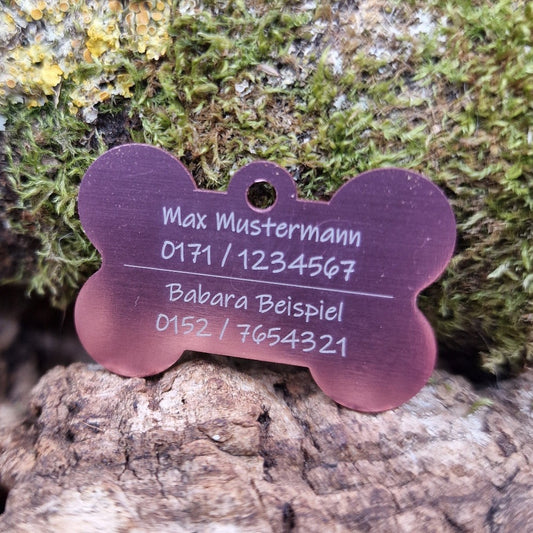 Max Mustermann
0171 / 1234567
Babara Beispiel
0152 / 7654321